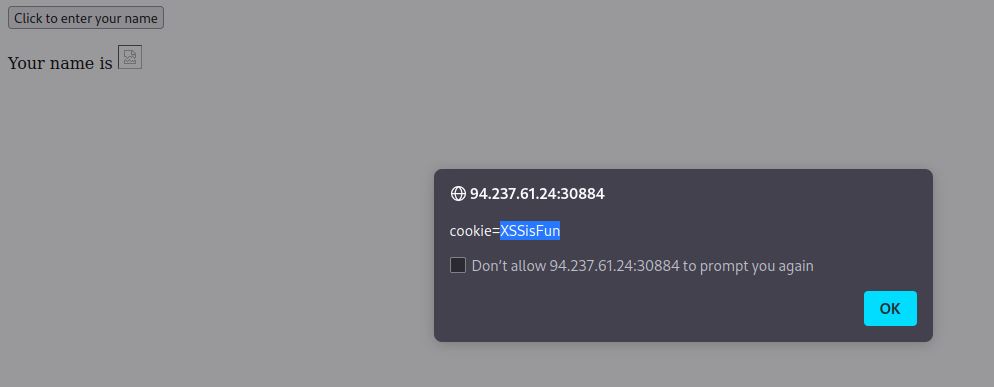 Click to enter your name
Your name is
94.237.61.24:30884
cookie=XSSisFun
Don’t allow 94.237.61.24:30884 to prompt you again
OK